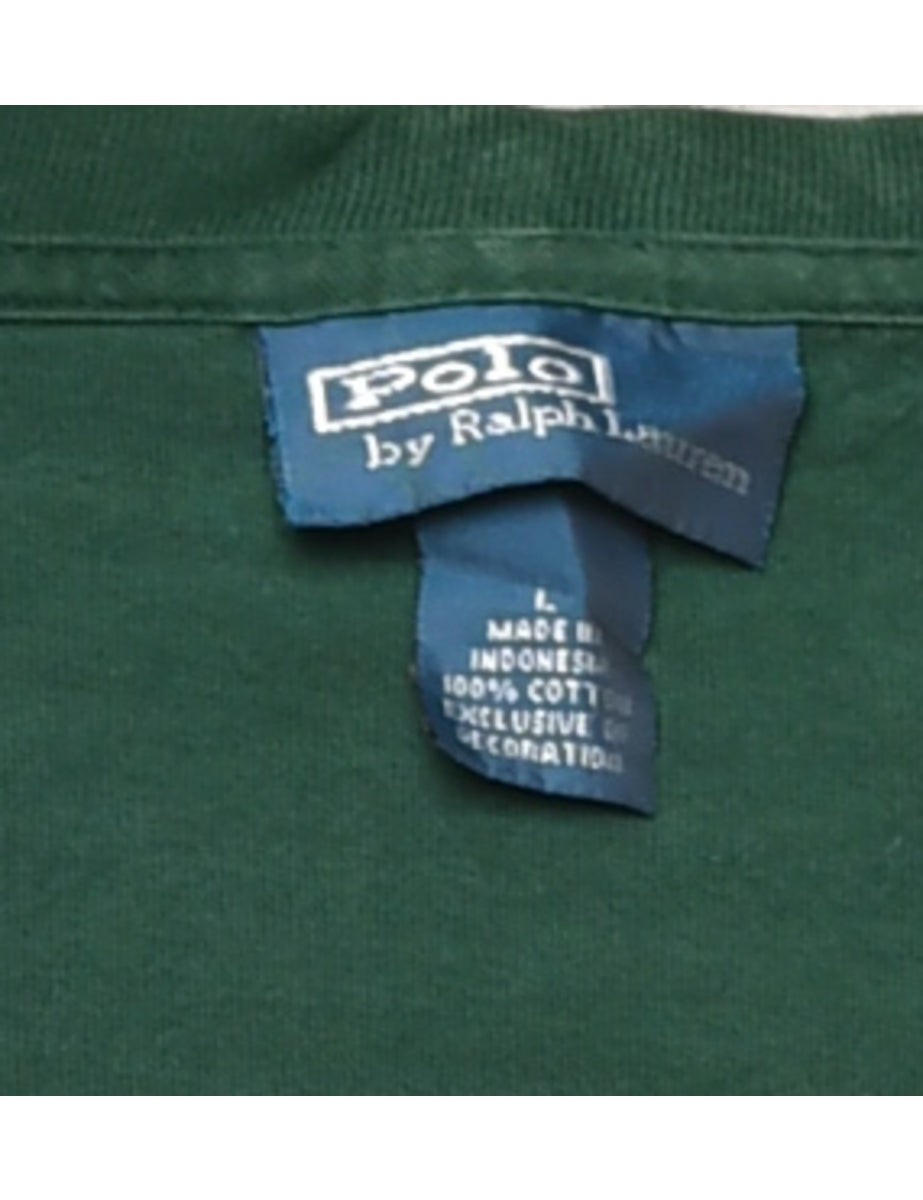 Polo
by Ralph Lauren
L
MADE IN
INDONESIA
100% COTTON
EXCLUSIVE OF
DECORATION